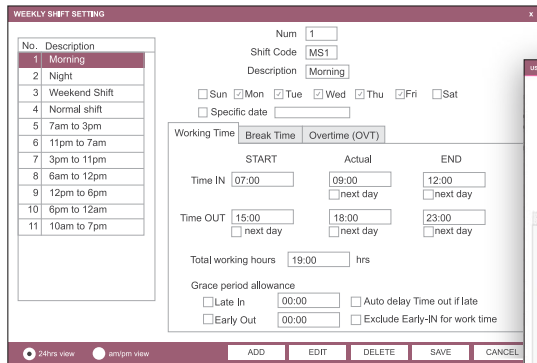 WEEKLY SHIFT SETTING x
Num 1
No. Description
Shift Code MS1
1 Morning
Description Morning
2 Night
3 Weekend Shift
Sun Mon Tue Wed Thu Fri Sat
4 Normal shift
Specific date
5 7am to 3pm
6 11pm to 7am
Working Time Break Time Overtime (OVT)
7 3pm to 11pm
START Actual END
8 6am to 12pm
Time IN 07:00 09:00 12:00
9 12pm to 6pm
next day next day
10 6pm to 12am
Time OUT 15:00 18:00 23:00
11 10am to 7pm
next day next day next day
Total working hours 19:00 hrs
Grace period allowance
Late In 00:00 Auto delay Time out if late
Early Out 00:00 Exclude Early-IN for work time
24hrs view am/pm view ADD EDIT DELETE SAVE CANCEL